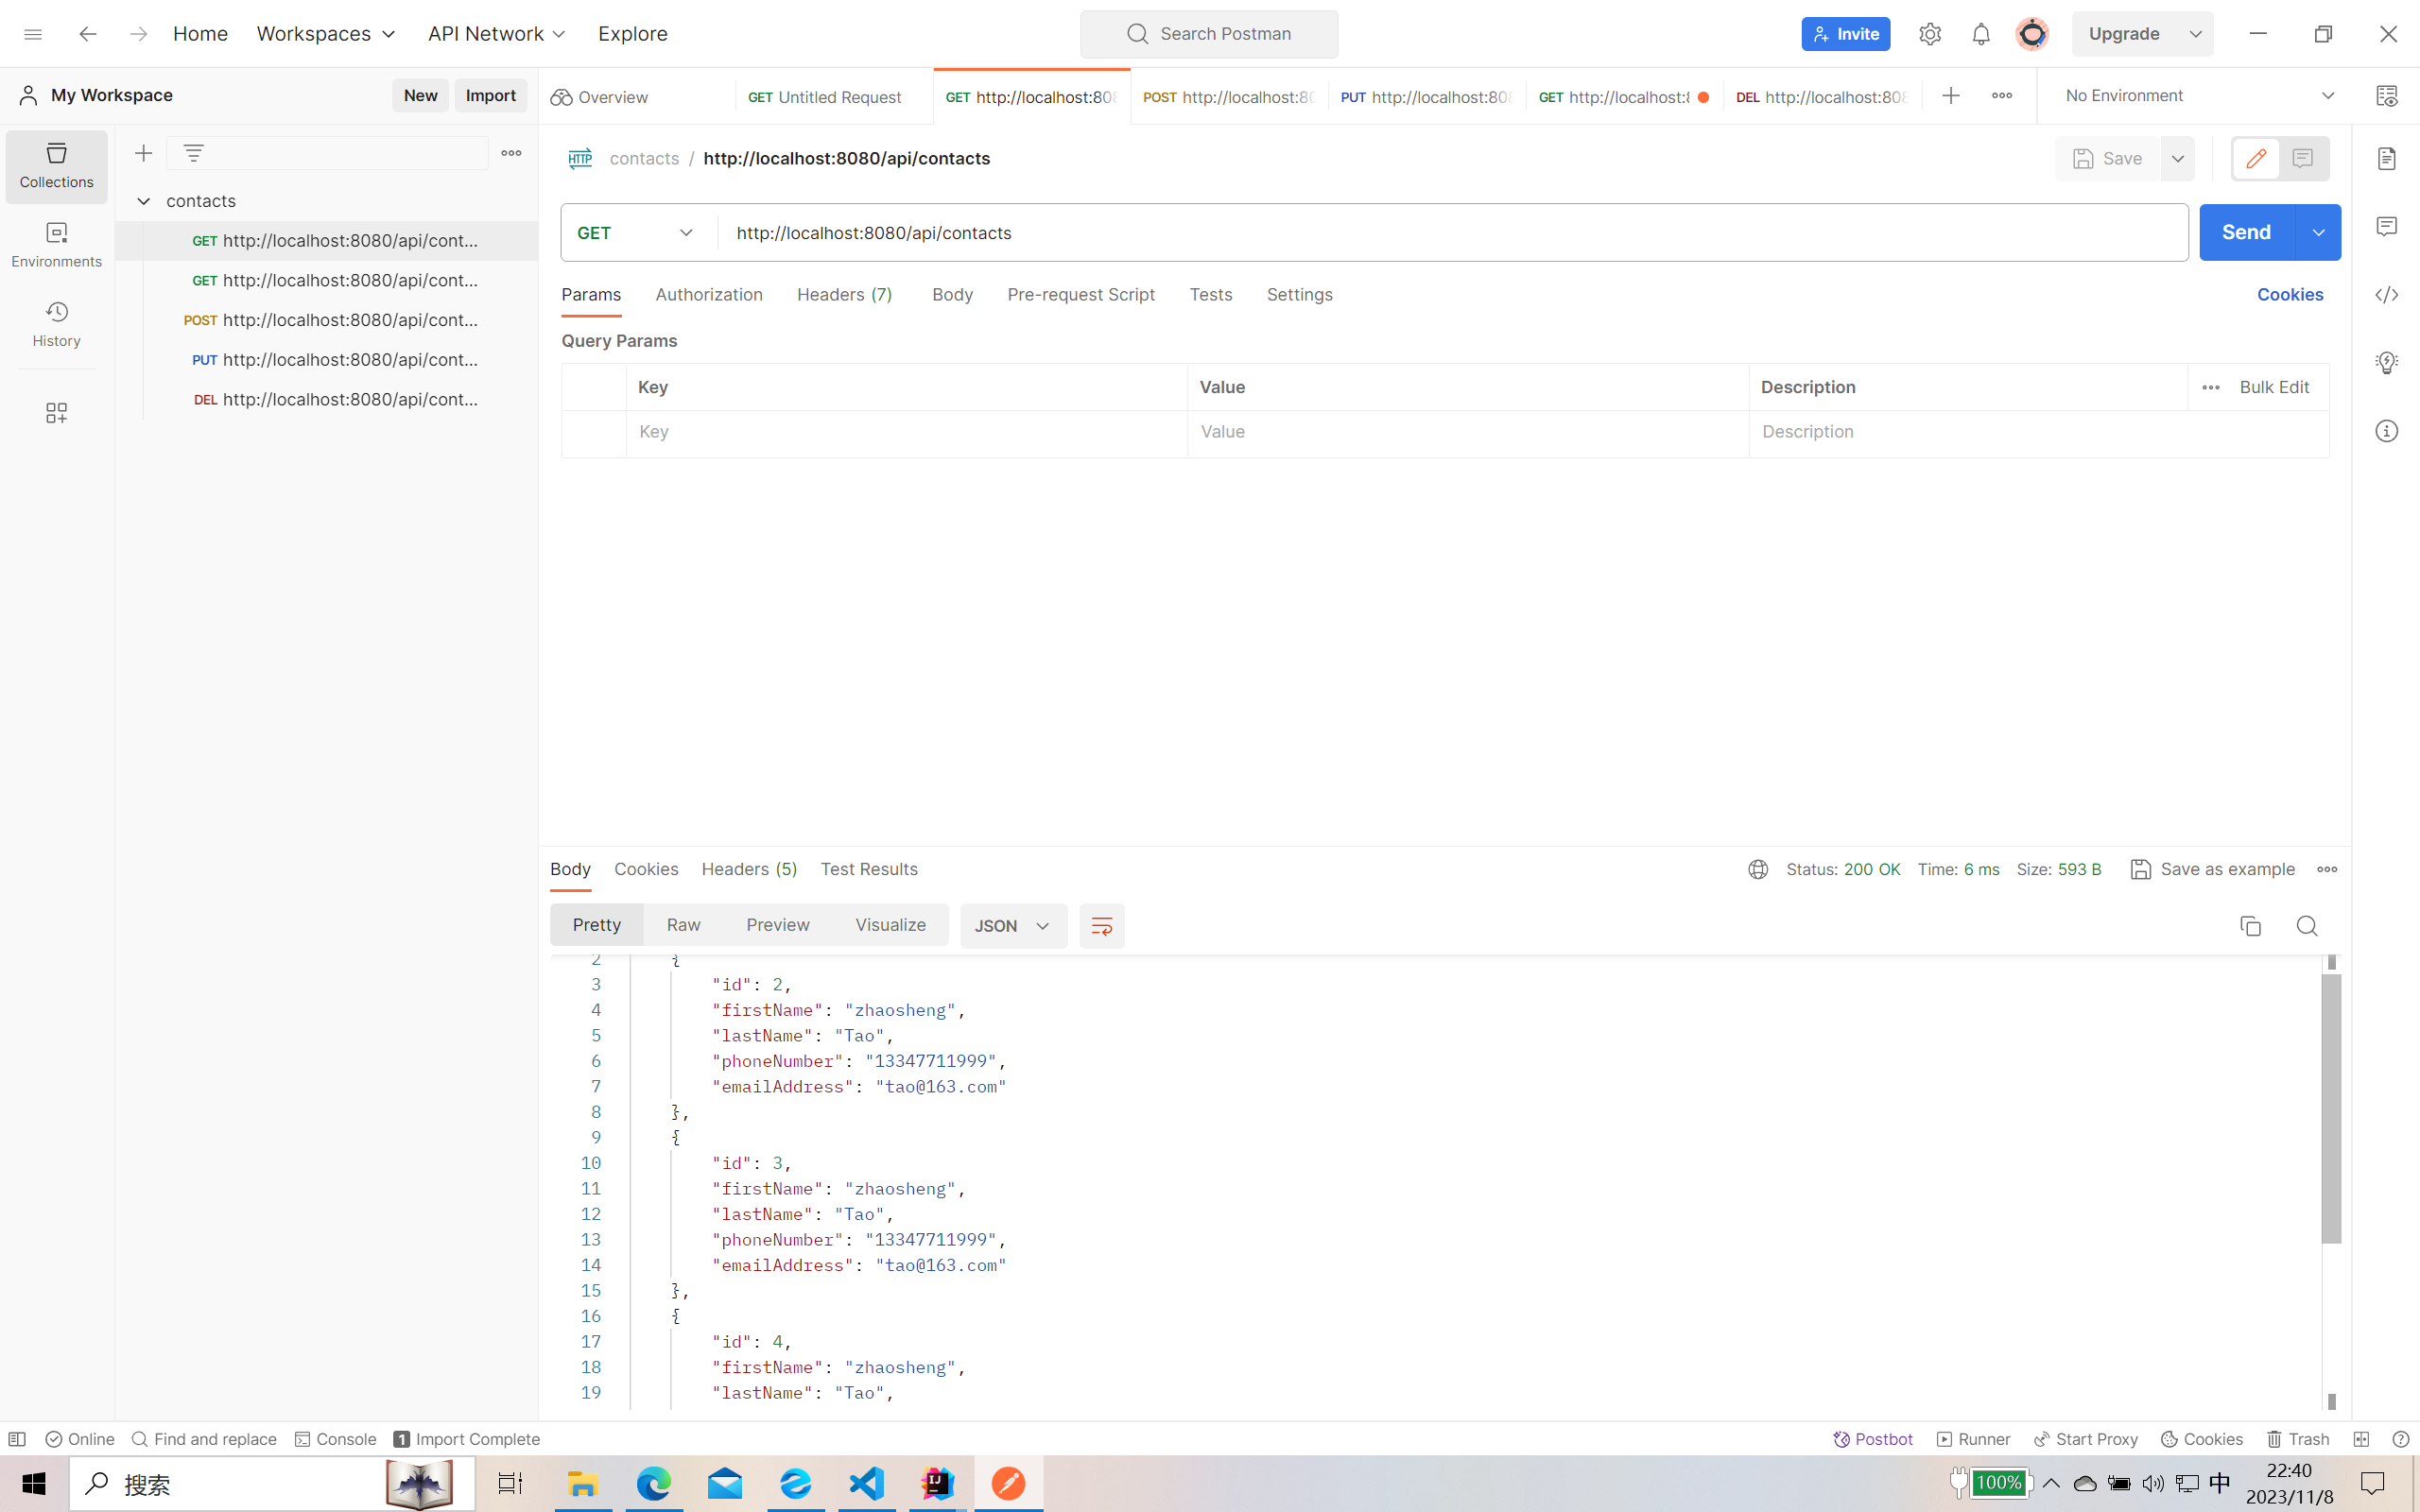 Home Workspaces API Network Explore Search Postman Invite Upgrade
My Workspace New Import Overview GET Untitled Request GET http://localhost:808 POST http://localhost:80 PUT http://localhost:808 GET http://localhost:8 DEL http://localhost:808 No Environment
Collections
Environments
History
contacts
GET http://localhost:8080/api/cont...
GET http://localhost:8080/api/cont...
POST http://localhost:8080/api/cont...
PUT http://localhost:8080/api/cont...
DEL http://localhost:8080/api/cont...
HTTP contacts / http://localhost:8080/api/contacts Save
GET http://localhost:8080/api/contacts Send
Params Authorization Headers (7) Body Pre-request Script Tests Settings Cookies
Query Params
Key Value Description Bulk Edit
Key Value Description
Body Cookies Headers (5) Test Results Status: 200 OK Time: 6 ms Size: 593 B Save as example
Pretty Raw Preview Visualize JSON
2 {
3 "id": 2,
4 "firstName": "zhaosheng",
5 "lastName": "Tao",
6 "phoneNumber": "13347711999",
7 "emailAddress": "tao@163.com"
8 },
9 {
10 "id": 3,
11 "firstName": "zhaosheng",
12 "lastName": "Tao",
13 "phoneNumber": "13347711999",
14 "emailAddress": "tao@163.com"
15 },
16 {
17 "id": 4,
18 "firstName": "zhaosheng",
19 "lastName": "Tao",
Online Find and replace Console 1 Import Complete Postbot Runner Start Proxy Cookies Trash
搜索 IJ 100% 中 22:40
2023/11/8